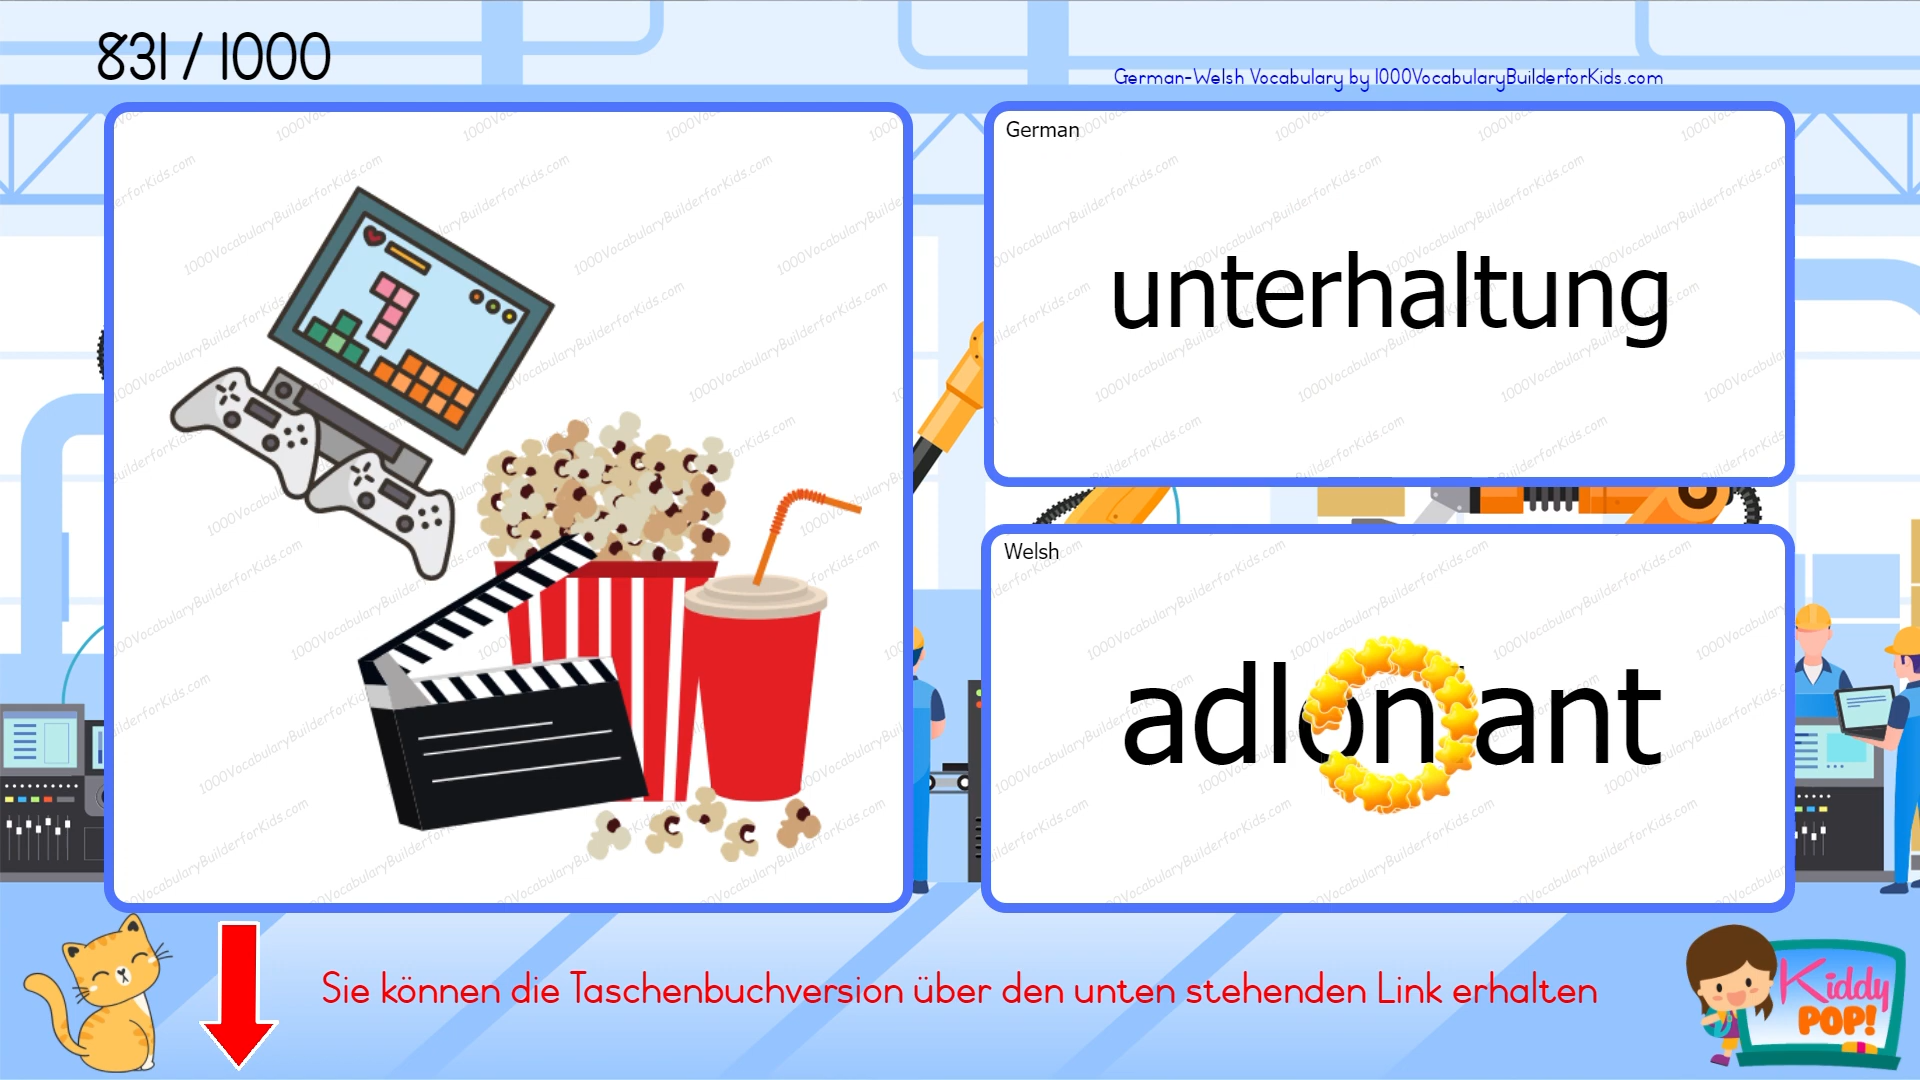 831 / 1000
German-Welsh Vocabulary by 1000VocabularyBuilderforKids.com
German
unterhaltung
Welsh
Sie können die Taschenbuchversion über den unten stehenden Link erhalten
Kiddy
POP!